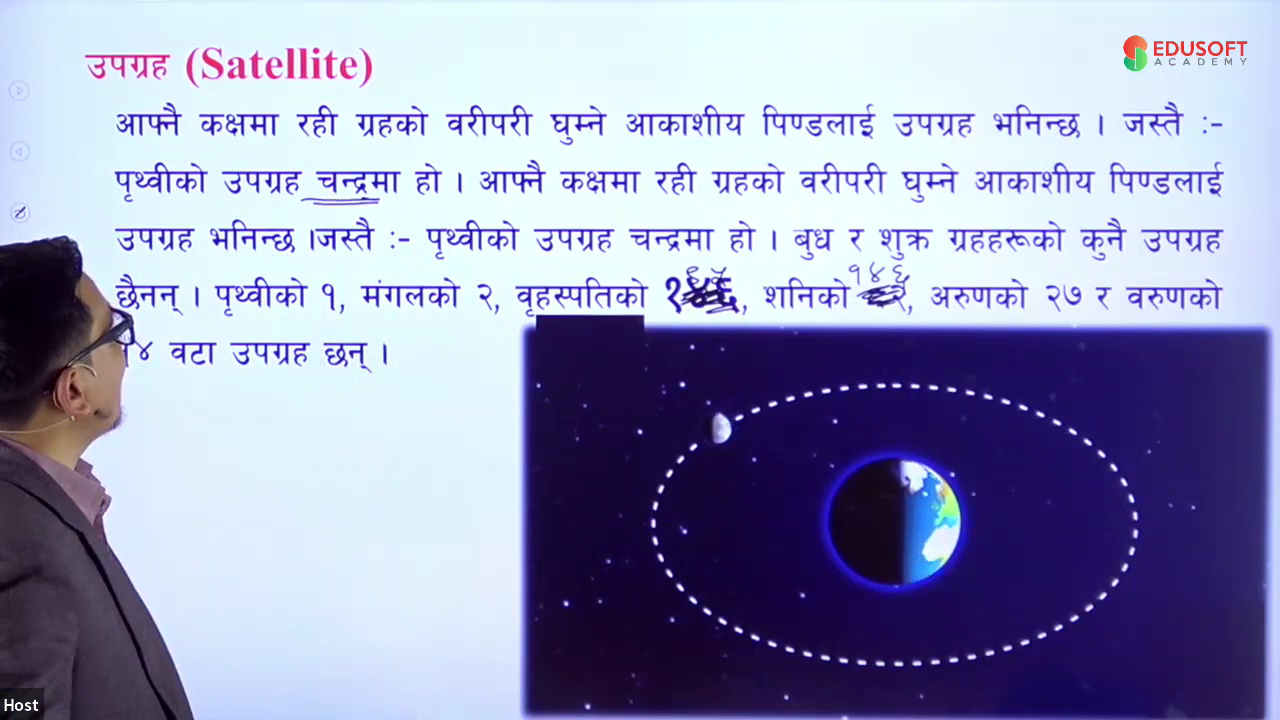 उपग्रह (Satellite)
EDUSOFT
ACADEMY
आफ्नै कक्षमा रही ग्रहको वरीपरी घुम्ने आकाशीय पिण्डलाई उपग्रह भनिन्छ । जस्तै :-
पृथ्वीको उपग्रह चन्द्रमा हो । आफ्नै कक्षमा रही ग्रहको वरीपरी घुम्ने आकाशीय पिण्डलाई
उपग्रह भनिन्छ ।जस्तै :- पृथ्वीको उपग्रह चन्द्रमा हो । बुध र शुक्र ग्रहहरूको कुनै उपग्रह
१४६
छैनन् । पृथ्वीको १, मंगलको २, वृहस्पतिको , शनिको , अरुणको २७ र वरुणको
१४ वटा उपग्रह छन् ।
Host